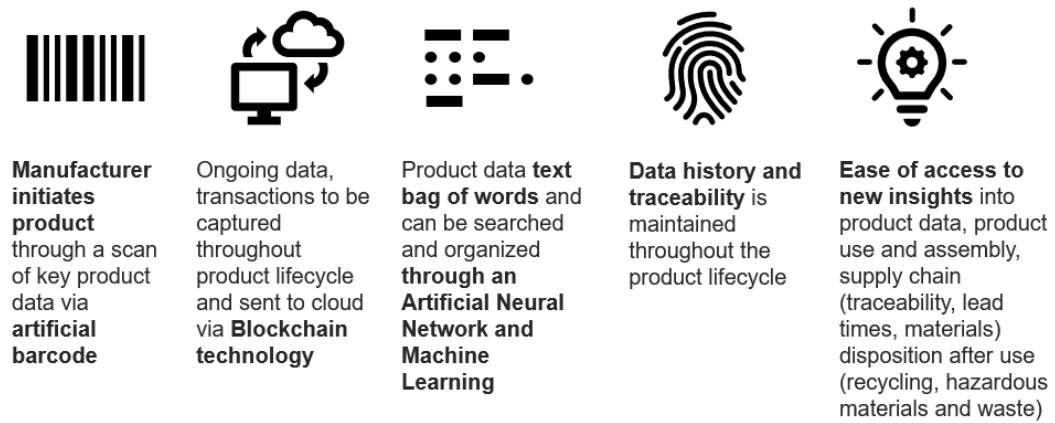 Manufacturer
initiates
product
through a scan
of key product
data via
artificial
barcode
Ongoing data,
transactions to be
captured
throughout
product lifecycle
and sent to cloud
via Blockchain
technology
Product data text
bag of words and
can be searched
and organized
through an
Artificial Neural
Network and
Machine
Learning
Data history and
traceability is
maintained
throughout the
product lifecycle
Ease of access to
new insights into
product data, product
use and assembly,
supply chain
(traceability, lead
times, materials)
disposition after use
(recycling, hazardous
materials and waste)